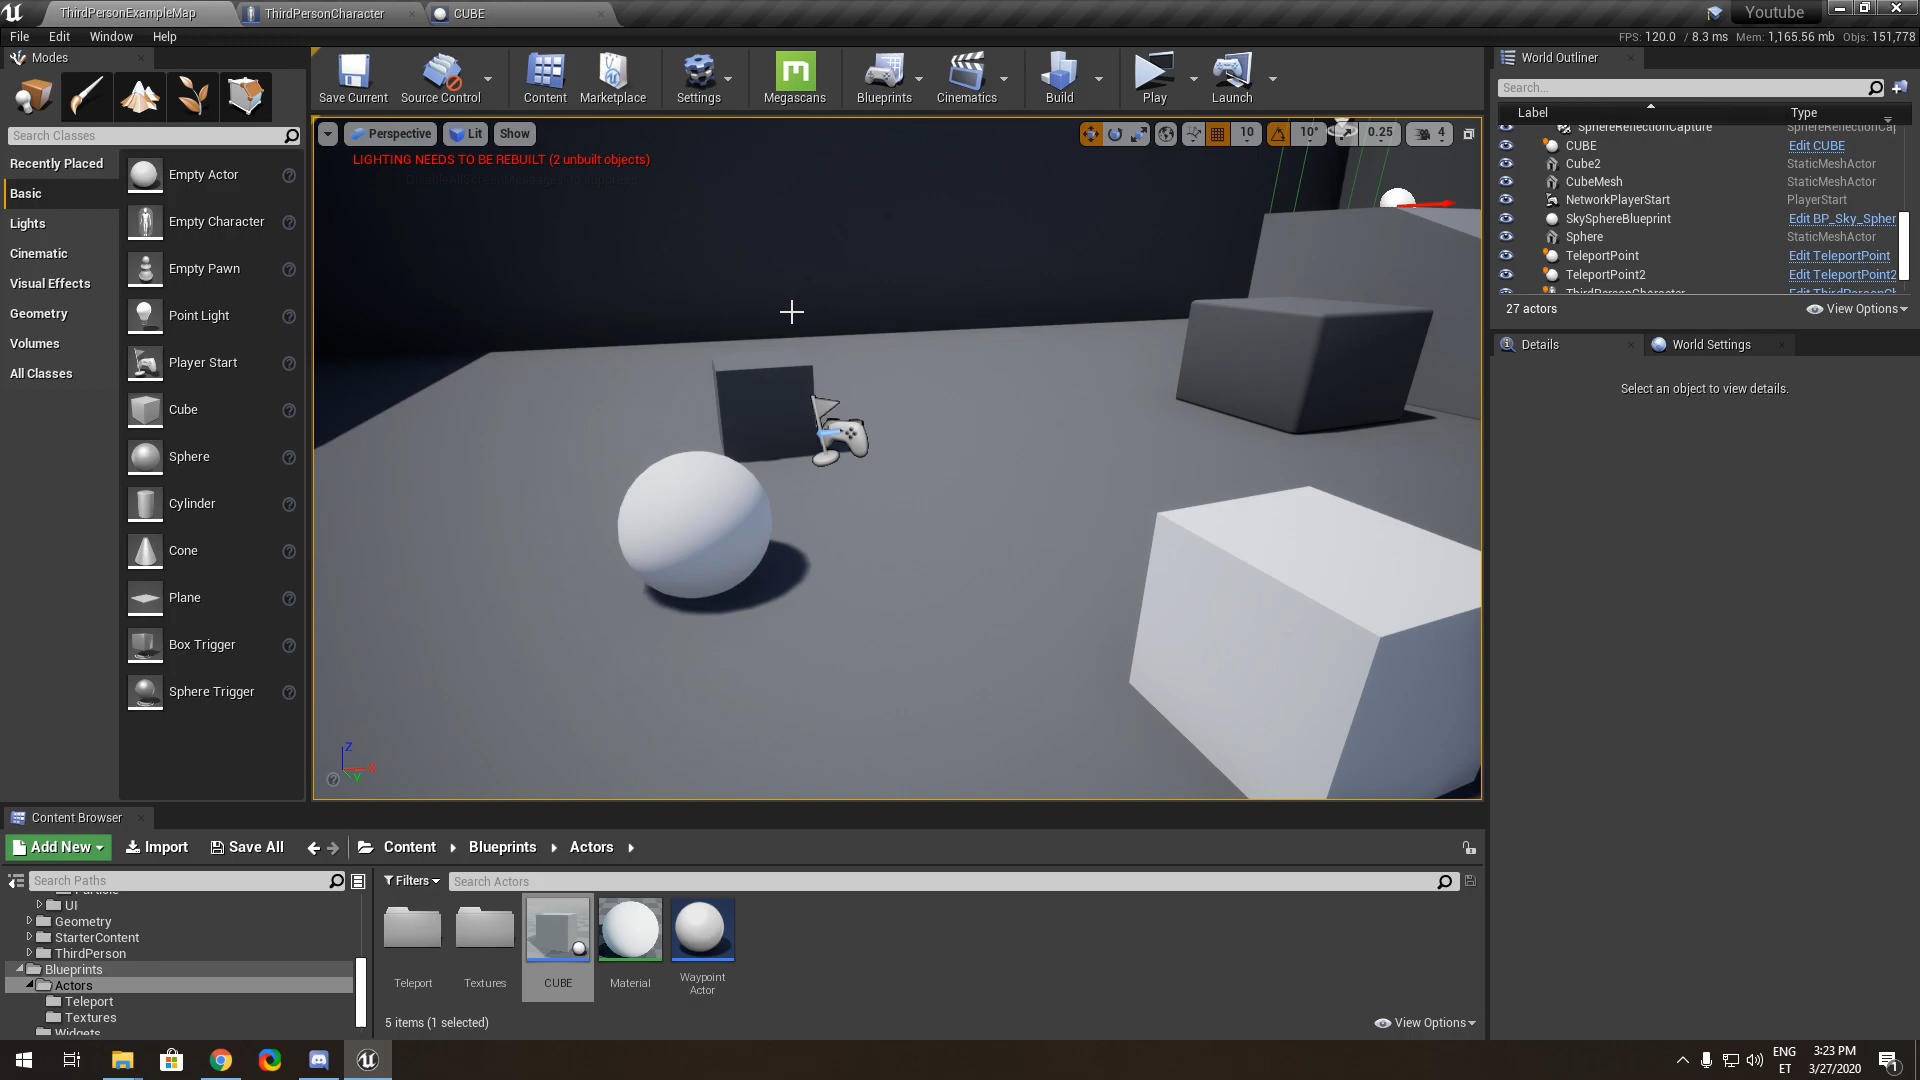 ThirdPersonExampleMap
ThirdPersonCharacter
CUBE
Youtube
File Edit Window Help
FPS: 120.0 / 8.3 ms Mem: 1,165.56 mb Objs: 151,778
Modes
Save Current
Source Control
Content
Marketplace
Settings
Megascans
Blueprints
Cinematics
Build
Play
Launch
World Outliner
Search...
Label Type
SphereReflectionCapture
CUBE Edit CUBE
Cube2 StaticMeshActor
CubeMesh StaticMeshActor
NetworkPlayerStart PlayerStart
SkySphereBlueprint Edit BP_Sky_Spher
Sphere StaticMeshActor
TeleportPoint Edit TeleportPoint
TeleportPoint2 Edit TeleportPoint2
27 actors
View Options
Details
World Settings
Select an object to view details.
Search Classes
Recently Placed
Basic
Lights
Cinematic
Visual Effects
Geometry
Volumes
All Classes
Empty Actor
Empty Character
Empty Pawn
Point Light
Player Start
Cube
Sphere
Cylinder
Cone
Plane
Box Trigger
Sphere Trigger
Perspective
Lit
Show
10
10°
0.25
4
LIGHTING NEEDS TO BE REBUILT (2 unbuilt objects)
Z
X
Y
Content Browser
Add New
Import
Save All
Content
Blueprints
Actors
Search Paths
Filters
Search Actors
UI
Geometry
StarterContent
ThirdPerson
Blueprints
Actors
Teleport
Textures
Widgets
Teleport
Textures
CUBE
Material
Waypoint
Actor
5 items (1 selected)
View Options
ENG
ET
3:23 PM
3/27/2020
1